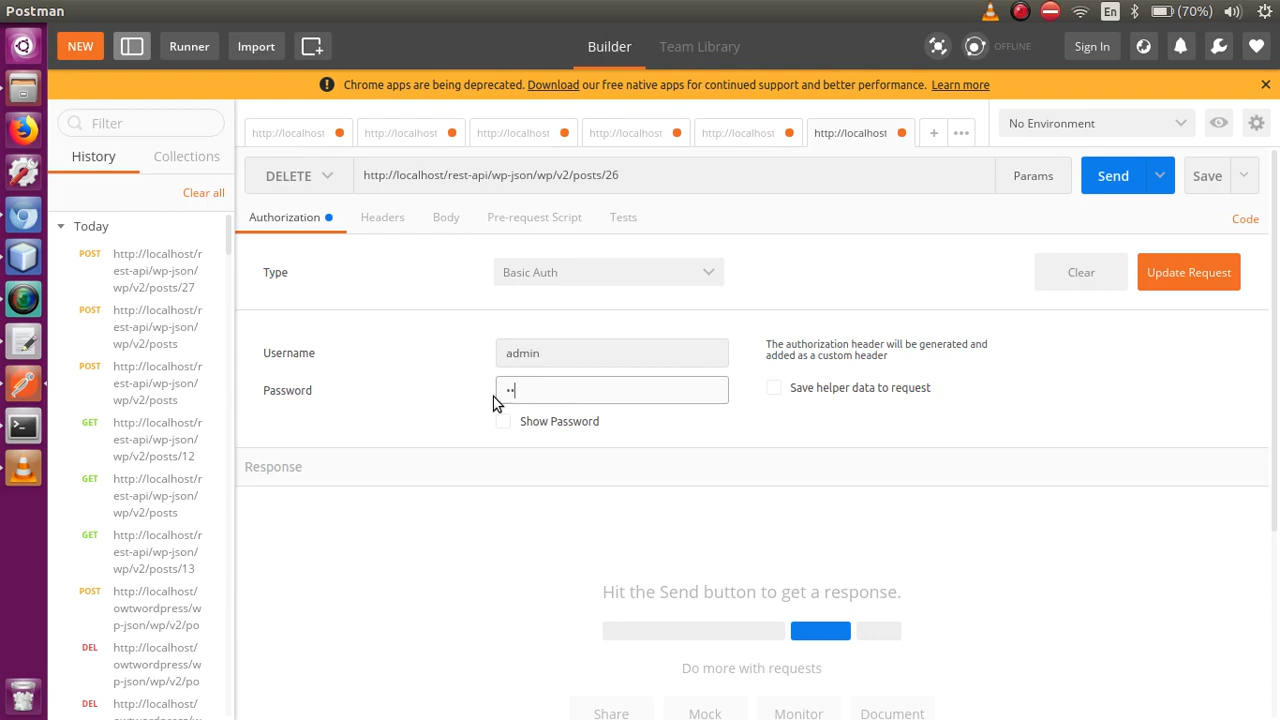 Postman
En
(70%)
NEW
Runner
Import
Builder
Team Library
OFFLINE
Sign In
Chrome apps are being deprecated. Download our free native apps for continued support and better performance. Learn more
Filter
History
Collections
Clear all
Today
POST http://localhost/r
est-api/wp-json/
wp/v2/posts/27
POST http://localhost/r
est-api/wp-json/
wp/v2/posts
POST http://localhost/r
est-api/wp-json/
wp/v2/posts
GET http://localhost/r
est-api/wp-json/
wp/v2/posts/12
GET http://localhost/r
est-api/wp-json/
wp/v2/posts
GET http://localhost/r
est-api/wp-json/
wp/v2/posts/13
POST http://localhost/
owtwordpress/w
p-json/wp/v2/po
DEL http://localhost/
owtwordpress/w
p-json/wp/v2/po
DEL http://localhost/
http://localhost
http://localhost
http://localhost
http://localhost
http://localhost
http://localhost
No Environment
DELETE
http://localhost/rest-api/wp-json/wp/v2/posts/26
Params
Send
Save
Authorization
Headers
Body
Pre-request Script
Tests
Code
Type
Basic Auth
Clear
Update Request
Username
admin
The authorization header will be generated and
added as a custom header
Password
Save helper data to request
Show Password
Response
Hit the Send button to get a response.
Do more with requests
Share
Mock
Monitor
Document